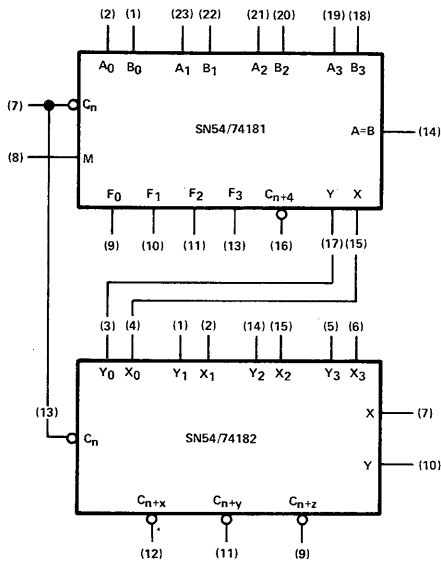 (2) (1) (23) (22) (21) (20) (19) (18)
A0 B0 A1 B1 A2 B2 A3 B3
(7) Cn
SN54/74181 A=B (14)
(8) M
F0 F1 F2 F3 Cn+4 Y X
(9) (10) (11) (13) (16) (17) (15)
(3) (4) (1) (2) (14) (15) (5) (6)
Y0 X0 Y1 X1 Y2 X2 Y3 X3
(13) X (7)
Cn SN54/74182
Y (10)
Cn+x Cn+y Cn+z
(12) (11) (9)